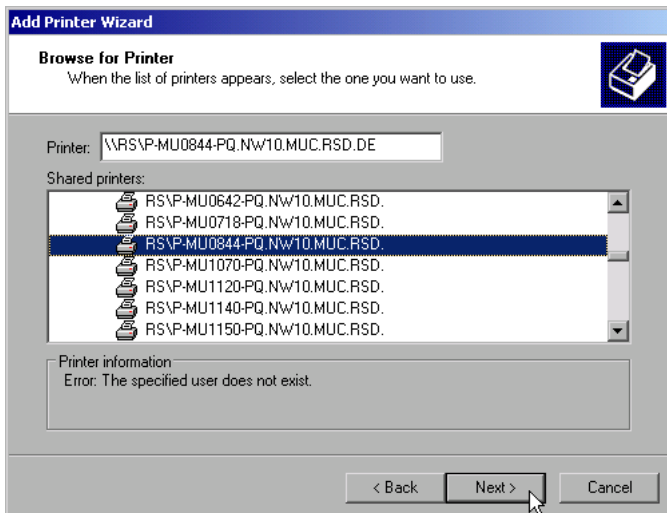 Add Printer Wizard
Browse for Printer
When the list of printers appears, select the one you want to use.
Printer: \\RS\P-MU0844-PQ.NW10.MUC.RSD.DE
Shared printers:
RS\P-MU0642-PQ.NW10.MUC.RSD.
RS\P-MU0718-PQ.NW10.MUC.RSD.
RS\P-MU0844-PQ.NW10.MUC.RSD.
RS\P-MU1070-PQ.NW10.MUC.RSD.
RS\P-MU1120-PQ.NW10.MUC.RSD.
RS\P-MU1140-PQ.NW10.MUC.RSD.
RS\P-MU1150-PQ.NW10.MUC.RSD.
Printer information
Error: The specified user does not exist.
< Back Next > Cancel